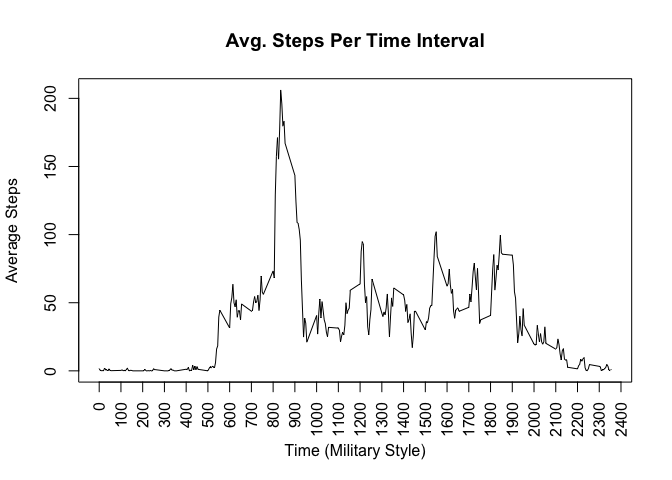 Avg. Steps Per Time Interval
Average Steps
200
150
100
50
0
0 100 200 300 400 500 600 700 800 900 1000 1100 1200 1300 1400 1500 1600 1700 1800 1900 2000 2100 2200 2300 2400
Time (Military Style)